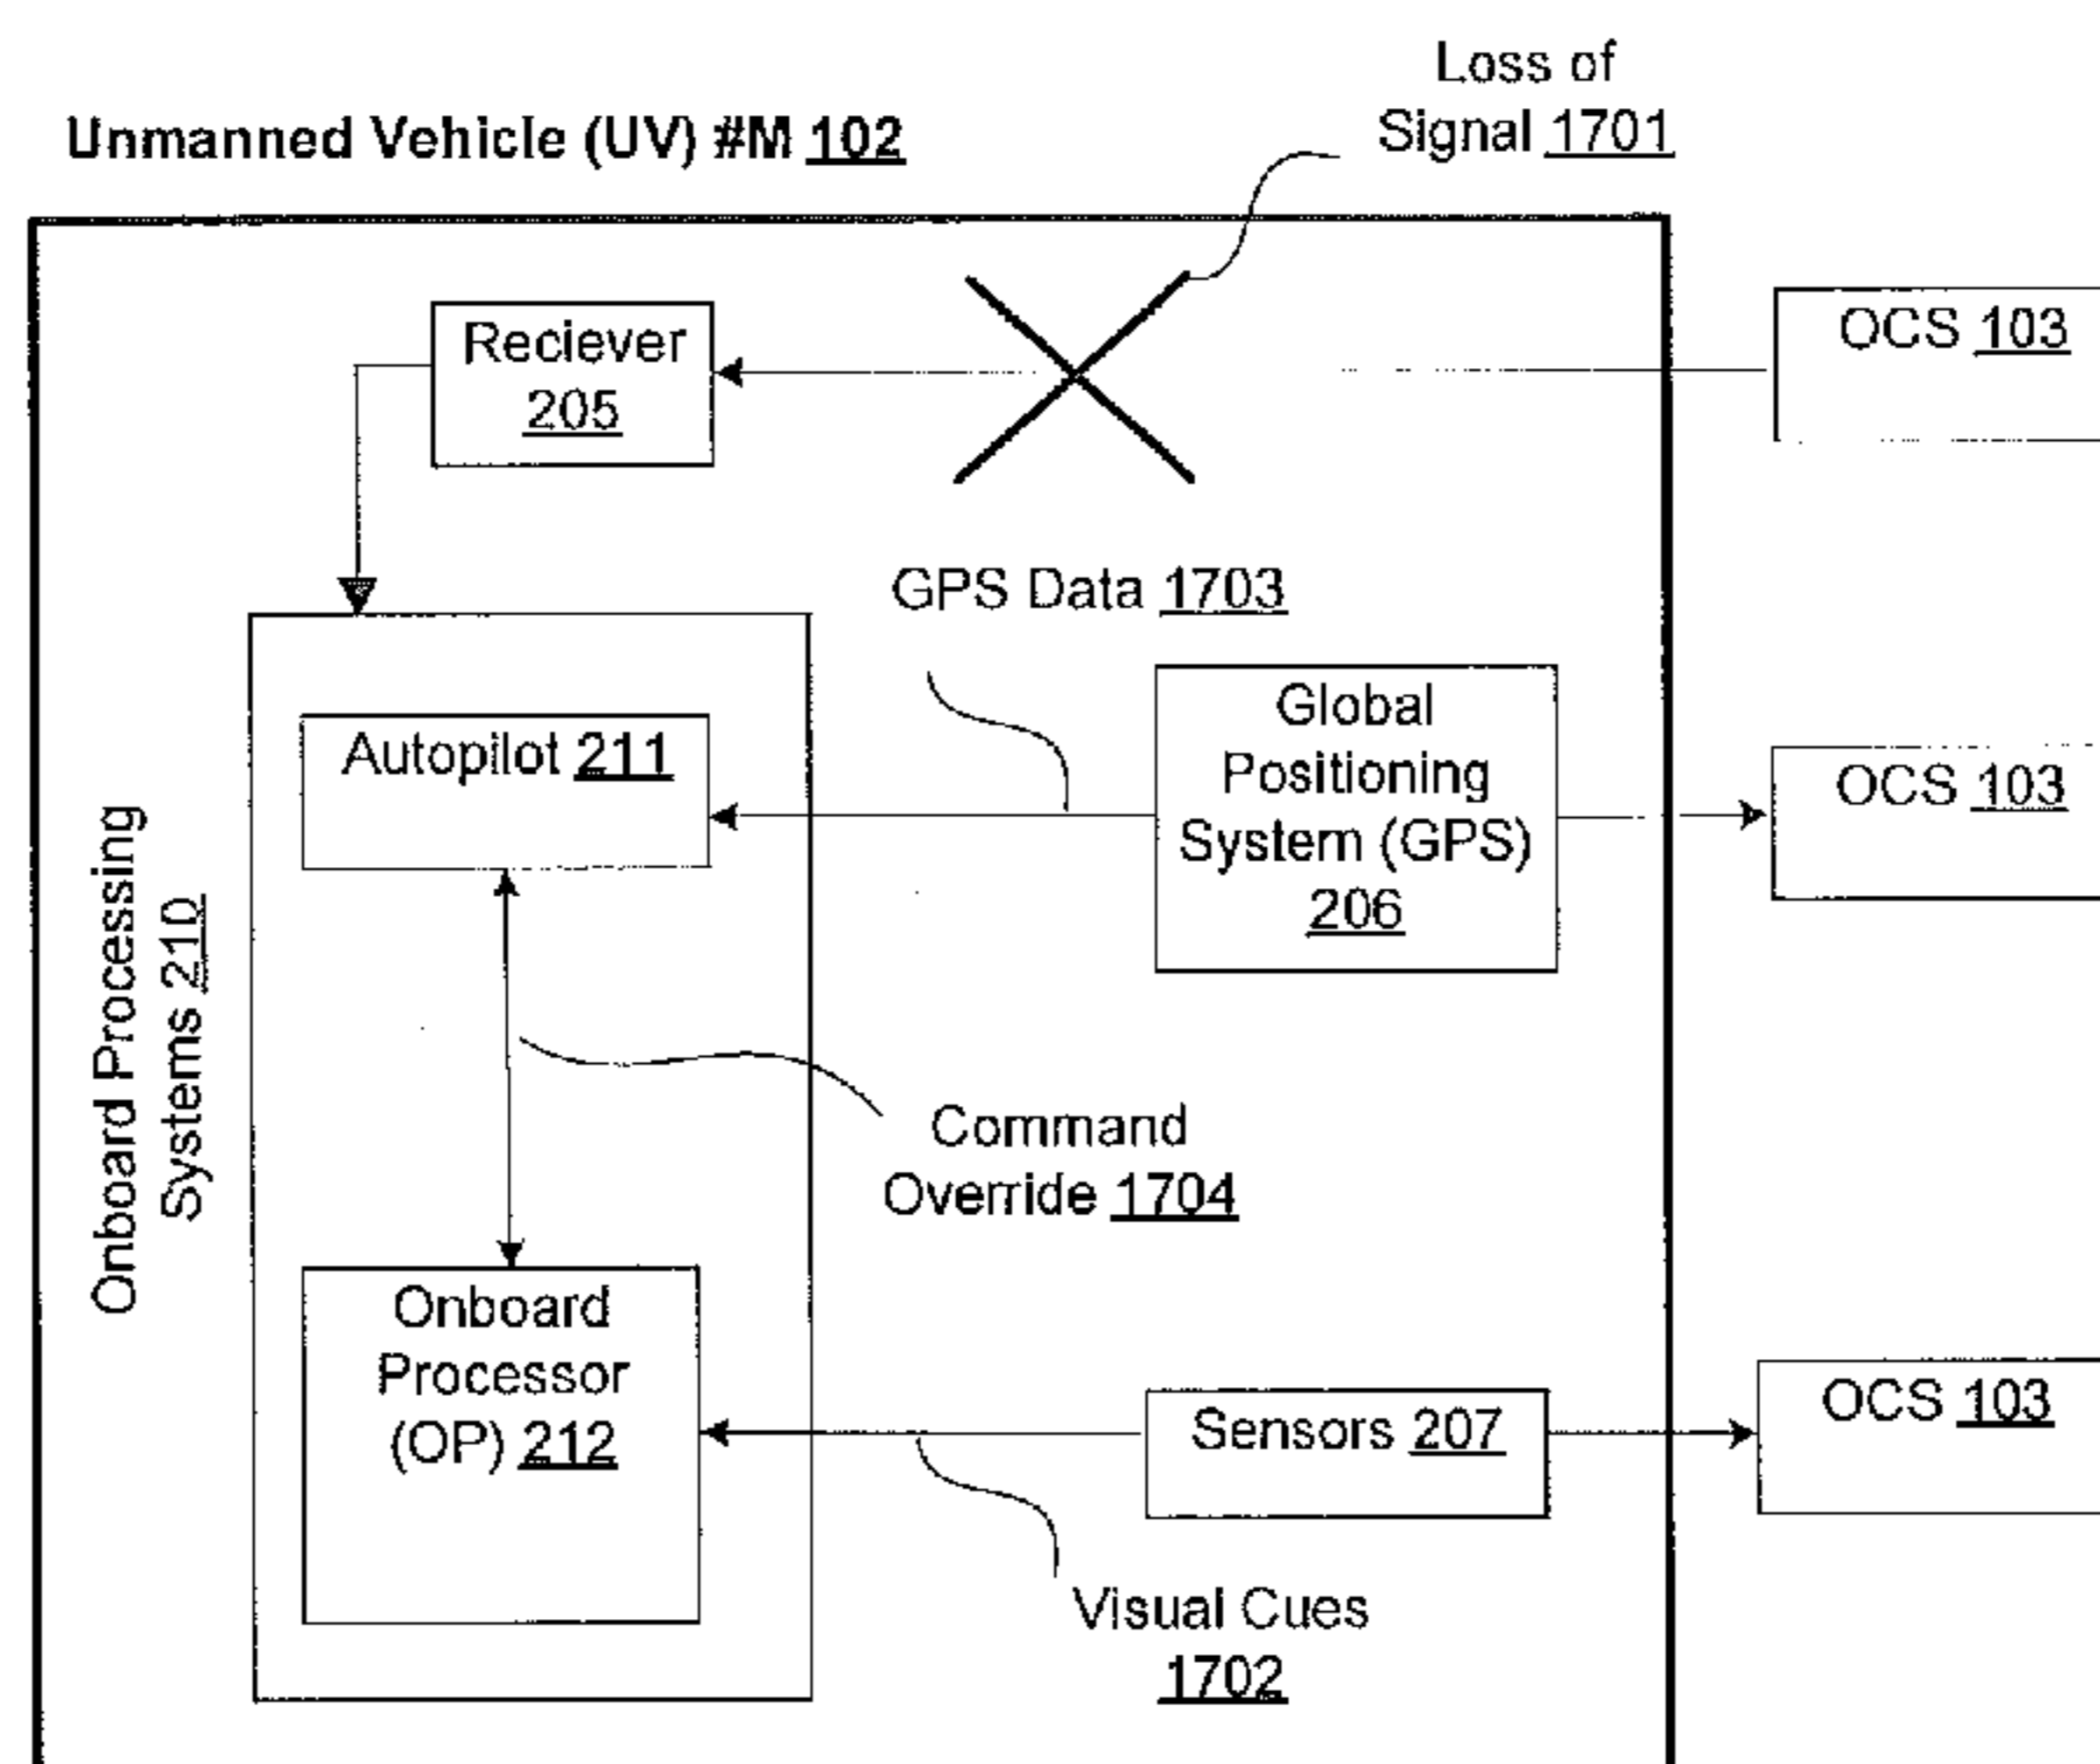 Loss of
Signal 1701
Unmanned Vehicle (UV) #M 102
Reciever
205
OCS 103
GPS Data 1703
Autopilot 211
Global
Positioning
System (GPS)
206
OCS 103
Onboard Processing
Systems 210
Command
Override 1704
Onboard
Processor
(OP) 212
Sensors 207
OCS 103
Visual Cues
1702